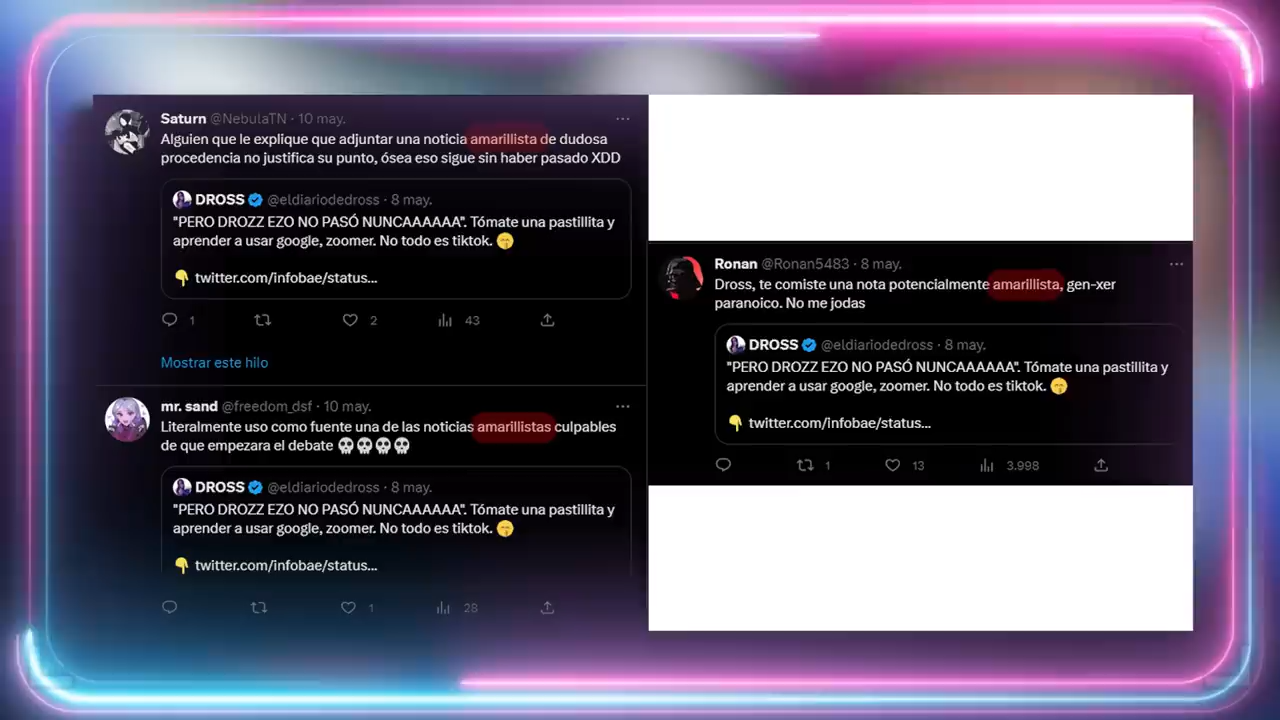 Saturn @NebulaTN · 10 may.
Alguien que le explique que adjuntar una noticia amarillista de dudosa
procedencia no justifica su punto, ósea eso sigue sin haber pasado XDD
DROSS @eldiariodedross · 8 may.
"PERO DROZZ EZO NO PASÓ NUNCAAAAAA". Tómate una pastillita y
aprender a usar google, zoomer. No todo es tiktok. 🤭
👇 twitter.com/infobae/status...
1 2 43
Mostrar este hilo
mr. sand @freedom_dsf · 10 may.
Literalmente uso como fuente una de las noticias amarillistas culpables
de que empezara el debate 💀💀💀💀
DROSS @eldiariodedross · 8 may.
"PERO DROZZ EZO NO PASÓ NUNCAAAAAA". Tómate una pastillita y
aprender a usar google, zoomer. No todo es tiktok. 🤭
👇 twitter.com/infobae/status...
1 28
Ronan @Ronan5483 · 8 may.
Dross, te comiste una nota potencialmente amarillista, gen-xer
paranoico. No me jodas
DROSS @eldiariodedross · 8 may.
"PERO DROZZ EZO NO PASÓ NUNCAAAAAA". Tómate una pastillita y
aprender a usar google, zoomer. No todo es tiktok. 🤭
👇 twitter.com/infobae/status...
1 13 3.998